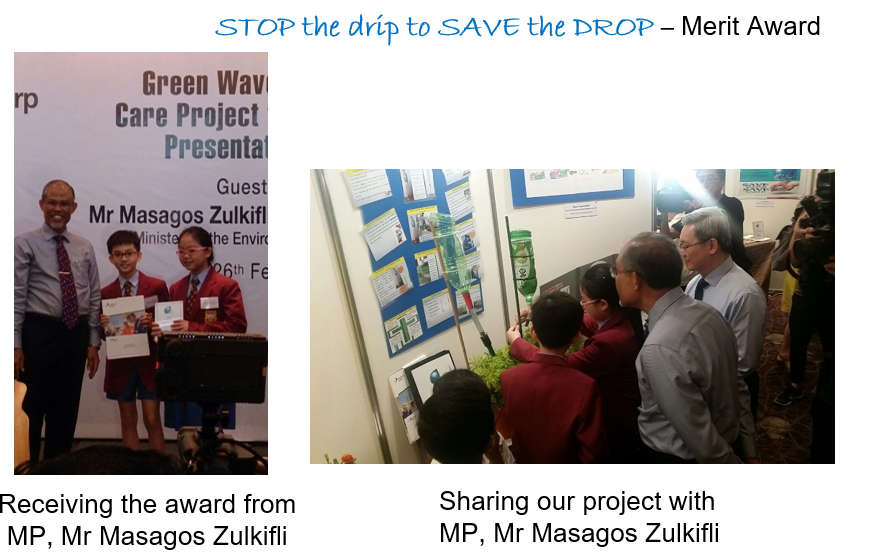 STOP the drip to SAVE the DROP – Merit Award
rp
Green Wav
Care Project
Presentat
Guest
Mr Masagos Zulkifli
Ministe the Enviro
26th Fe
Receiving the award from
MP, Mr Masagos Zulkifli
Sharing our project with
MP, Mr Masagos Zulkifli